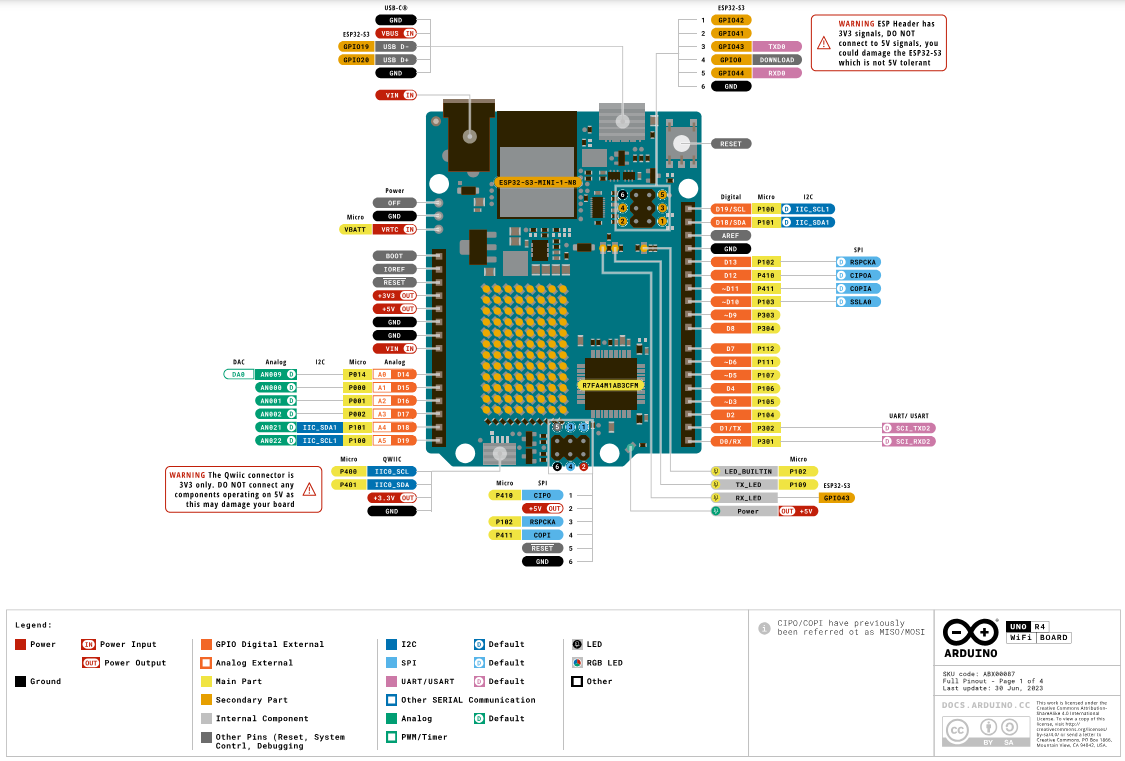 USB-C®
GND
ESP32-S3 VBUS IN
GPIO19 USB D-
GPIO20 USB D+
GND
VIN IN
ESP32-S3
1 GPIO42
2 GPIO41
3 GPIO43 TXD0
4 GPIO0 DOWNLOAD
5 GPIO44 RXD0
6 GND
WARNING ESP Header has
3V3 signals, DO NOT
connect to 5V signals, you
could damage the ESP32-S3
which is not 5V tolerant
RESET
ESP32-S3-MINI-1-N8
6 5
4 3
2 1
Power
OFF
Micro GND
VBATT VRTC IN
BOOT
IOREF
RESET
+3V3 OUT
+5V OUT
GND
GND
VIN IN
DAC Analog I2C Micro Analog
DA0 AN009 D P014 A0 D14
AN000 D P000 A1 D15
AN001 D P001 A2 D16
AN002 D P002 A3 D17
AN021 D IIC_SDA1 P101 A4 D18
AN022 D IIC_SCL1 P100 A5 D19
Digital Micro I2C
D19/SCL P100 D IIC_SCL1
D18/SDA P101 D IIC_SDA1
AREF
GND
SPI
D13 P102 D RSPCKA
D12 P410 D CIPOA
~D11 P411 D COPIA
~D10 P103 D SSLA0
~D9 P303
D8 P304
D7 P112
~D6 P111
~D5 P107
D4 P106
~D3 P105
D2 P104
UART/ USART
D1/TX P302 D SCI_TXD2
D0/RX P301 D SCI_RXD2
R7FA4M1AB3CFM
5 3 1
6 4 2
Micro QWIIC
P400 IIC0_SCL
P401 IIC0_SDA
+3.3V OUT
GND
WARNING The Qwiic connector is
3V3 only. DO NOT connect any
components operating on 5V as
this may damage your board
Micro SPI
P410 CIPO 1
+5V OUT 2
P102 RSPCKA 3
P411 COPI 4
RESET 5
GND 6
Micro
LED_BUILTIN P102
TX_LED P109 ESP32-S3
RX_LED GPIO43
Power OUT +5V
Legend:
Power
IN Power Input
OUT Power Output
Ground
GPIO Digital External
Analog External
Main Part
Secondary Part
Internal Component
Other Pins (Reset, System
Contrl, Debugging
I2C D Default
SPI D Default
UART/USART D Default
Other SERIAL Communication
Analog D Default
PWM/Timer
LED
RGB LED
Other
i CIPO/COPI have previously
been referred ot as MISO/MOSI
ARDUINO
UNO R4
WiFi BOARD
SKU code: ABX00087
Full Pinout - Page 1 of 4
Last update: 30 Jun, 2023
DOCS.ARDUINO.CC
cc BY SA
This work is licensed under the
Creative Commons Attribution-
ShareAlike 4.0 International
License. To view a copy of this
license, visit http://
creativecommons.org/licenses/
by-sa/4.0/ or send a letter to
Creative Commons, PO Box 1866,
Mountain View, CA 94042, USA.